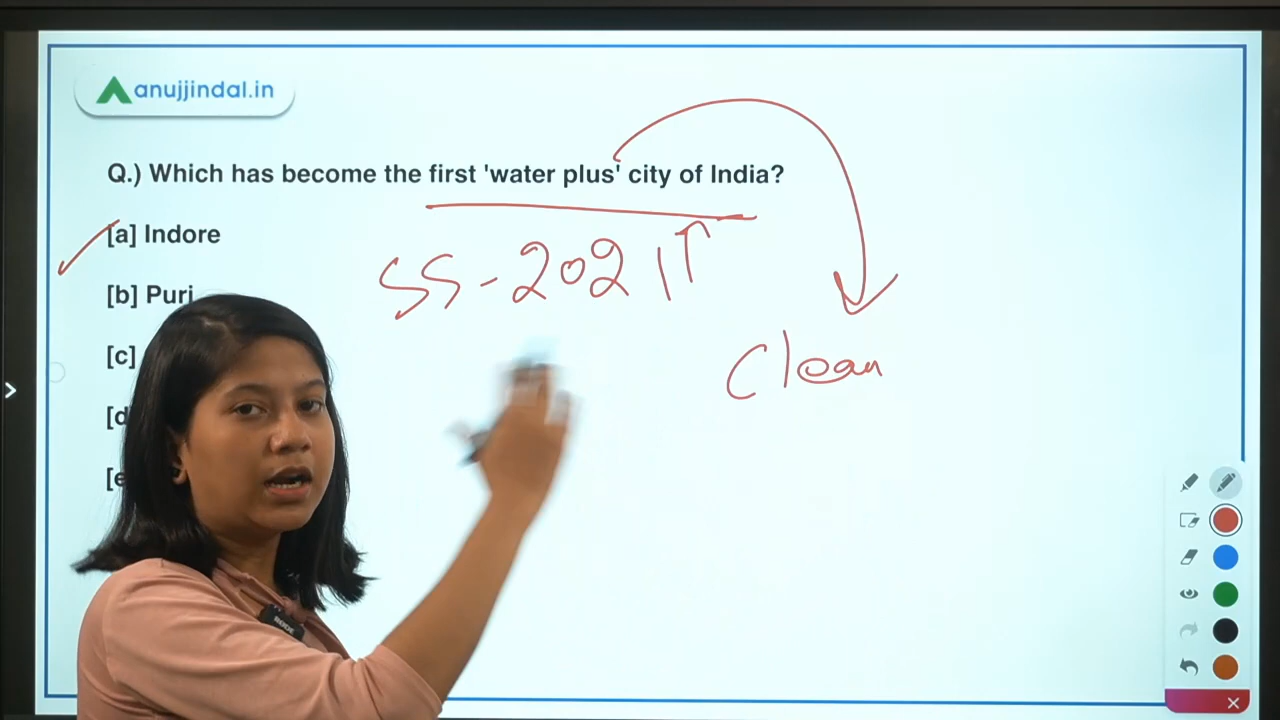 anujjindal.in
Q.) Which has become the first 'water plus' city of India?
[a] Indore
SS-2021↑
[b] Puri
[c]
Clean
[d
[e